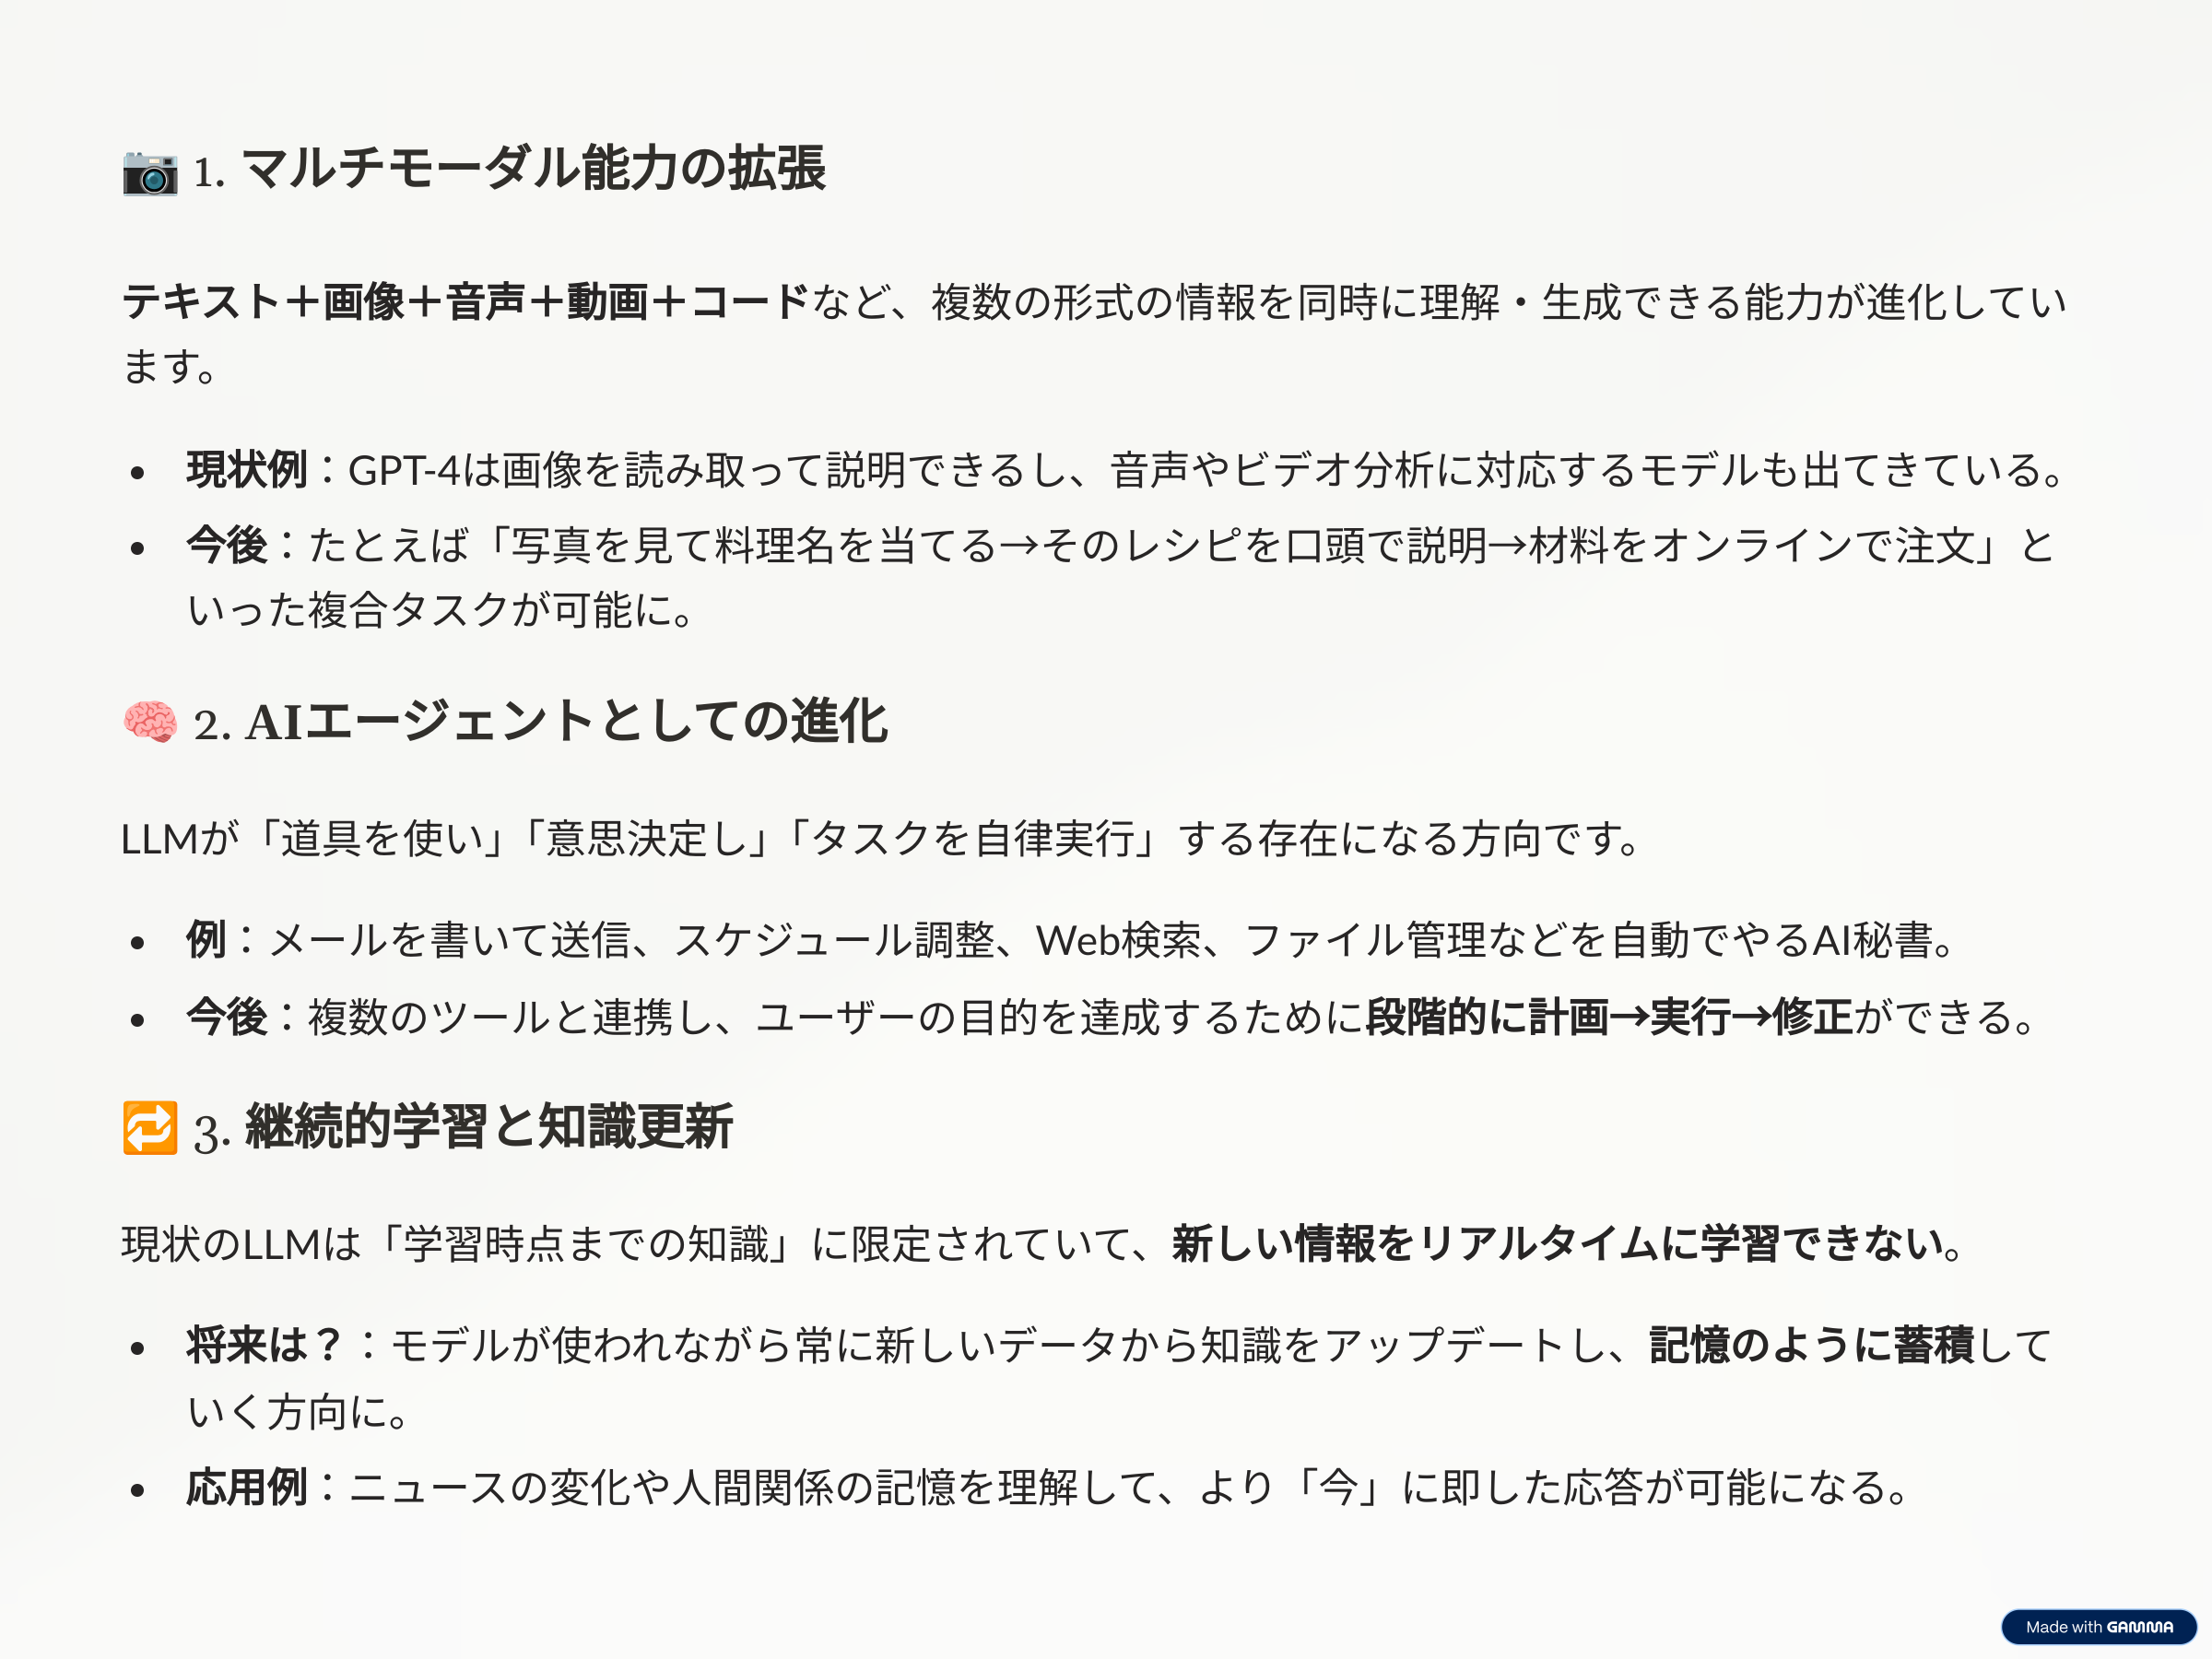 📷 1. マルチモーダル能力の拡張
テキスト＋画像＋音声＋動画＋コードなど、複数の形式の情報を同時に理解・生成できる能力が進化してい
ます。
• 現状例：GPT-4は画像を読み取って説明できるし、音声やビデオ分析に対応するモデルも出てきている。
• 今後：たとえば「写真を見て料理名を当てる→そのレシピを口頭で説明→材料をオンラインで注文」と
いった複合タスクが可能に。
🧠 2. AIエージェントとしての進化
LLMが「道具を使い」「意思決定し」「タスクを自律実行」する存在になる方向です。
• 例：メールを書いて送信、スケジュール調整、Web検索、ファイル管理などを自動でやるAI秘書。
• 今後：複数のツールと連携し、ユーザーの目的を達成するために段階的に計画→実行→修正ができる。
🔁 3. 継続的学習と知識更新
現状のLLMは「学習時点までの知識」に限定されていて、新しい情報をリアルタイムに学習できない。
• 将来は？：モデルが使われながら常に新しいデータから知識をアップデートし、記憶のように蓄積して
いく方向に。
• 応用例：ニュースの変化や人間関係の記憶を理解して、より「今」に即した応答が可能になる。
Made with GAMMA